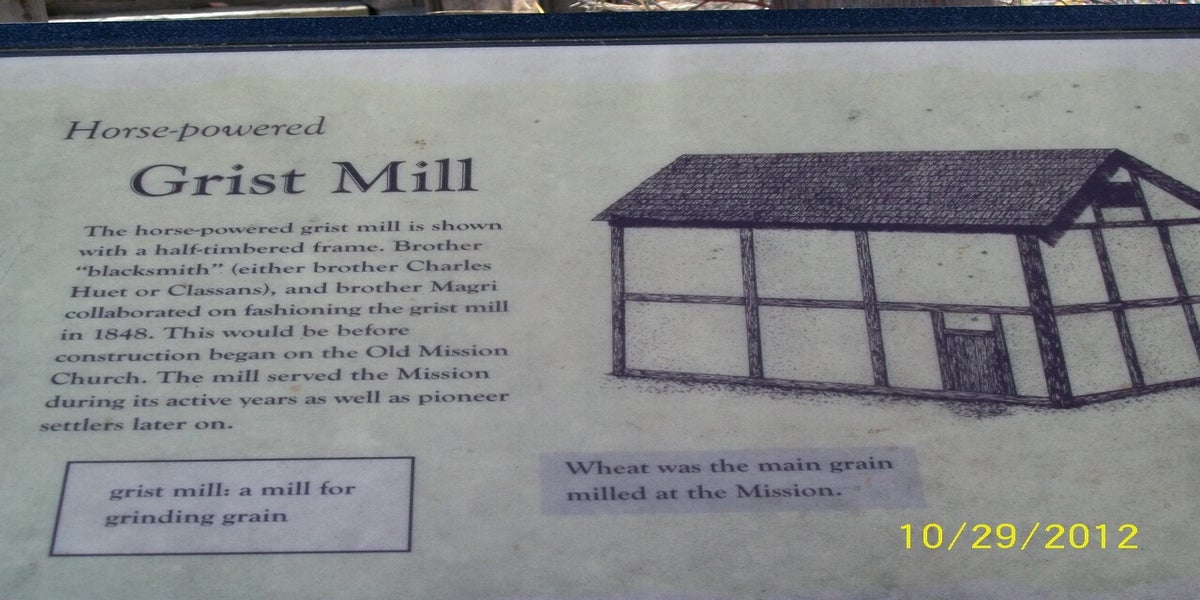 Horse-powered
Grist Mill
The horse-powered grist mill is shown
with a half-timbered frame. Brother
“blacksmith” (either brother Charles
Huet or Classans), and brother Magri
collaborated on fashioning the grist mill
in 1848. This would be before
construction began on the Old Mission
Church. The mill served the Mission
during its active years as well as pioneer
settlers later on.
grist mill: a mill for
grinding grain
Wheat was the main grain
milled at the Mission.
10/29/2012